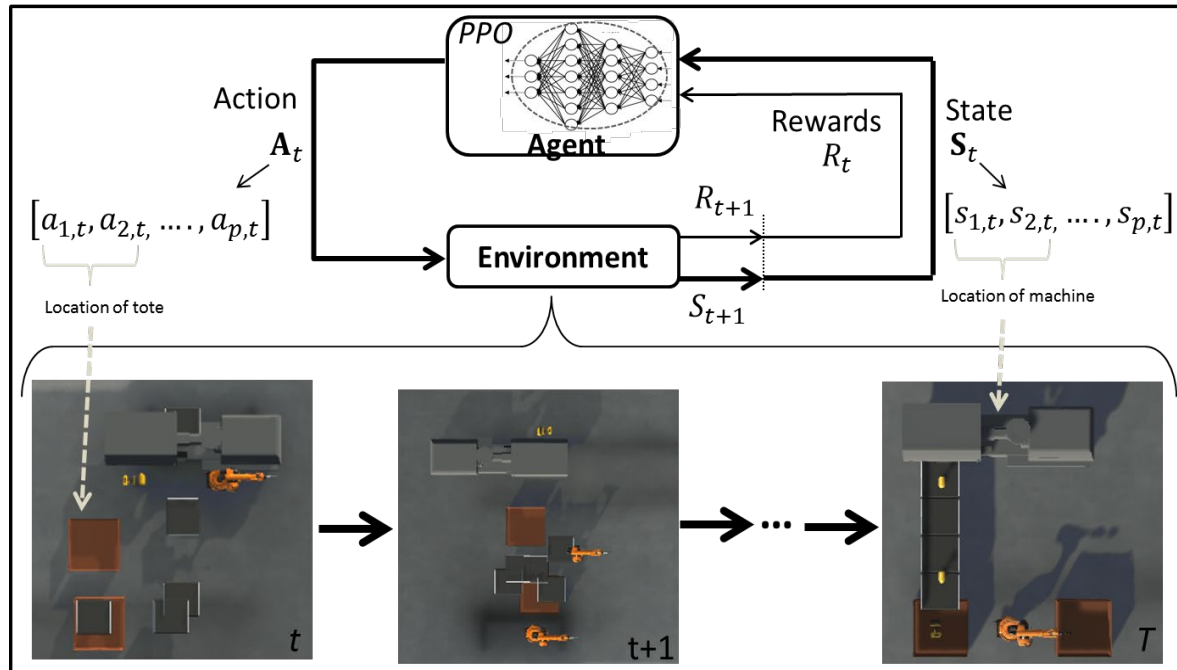 PPO
Agent
Action
A_t
[a_{1,t}, a_{2,t,} ...., a_{p,t}]
Location of tote
Rewards
R_t
State
S_t
[s_{1,t}, s_{2,t,} ...., s_{p,t}]
Location of machine
Environment
R_{t+1}
S_{t+1}
t
t+1
...
T